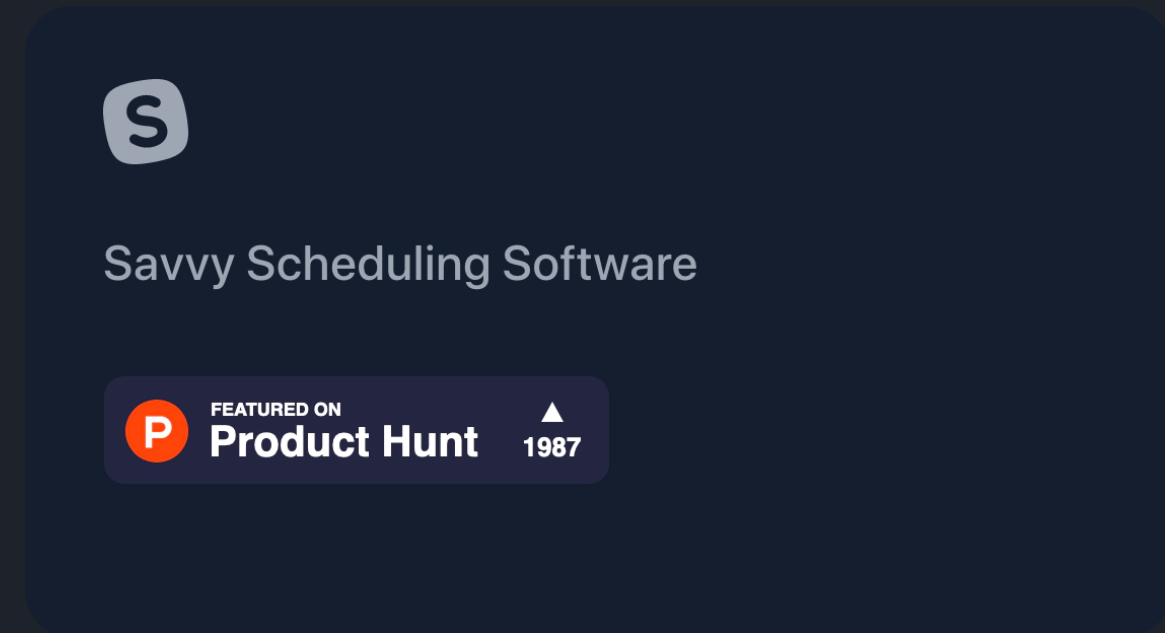 S
Savvy Scheduling Software
P
FEATURED ON
Product Hunt
▲
1987